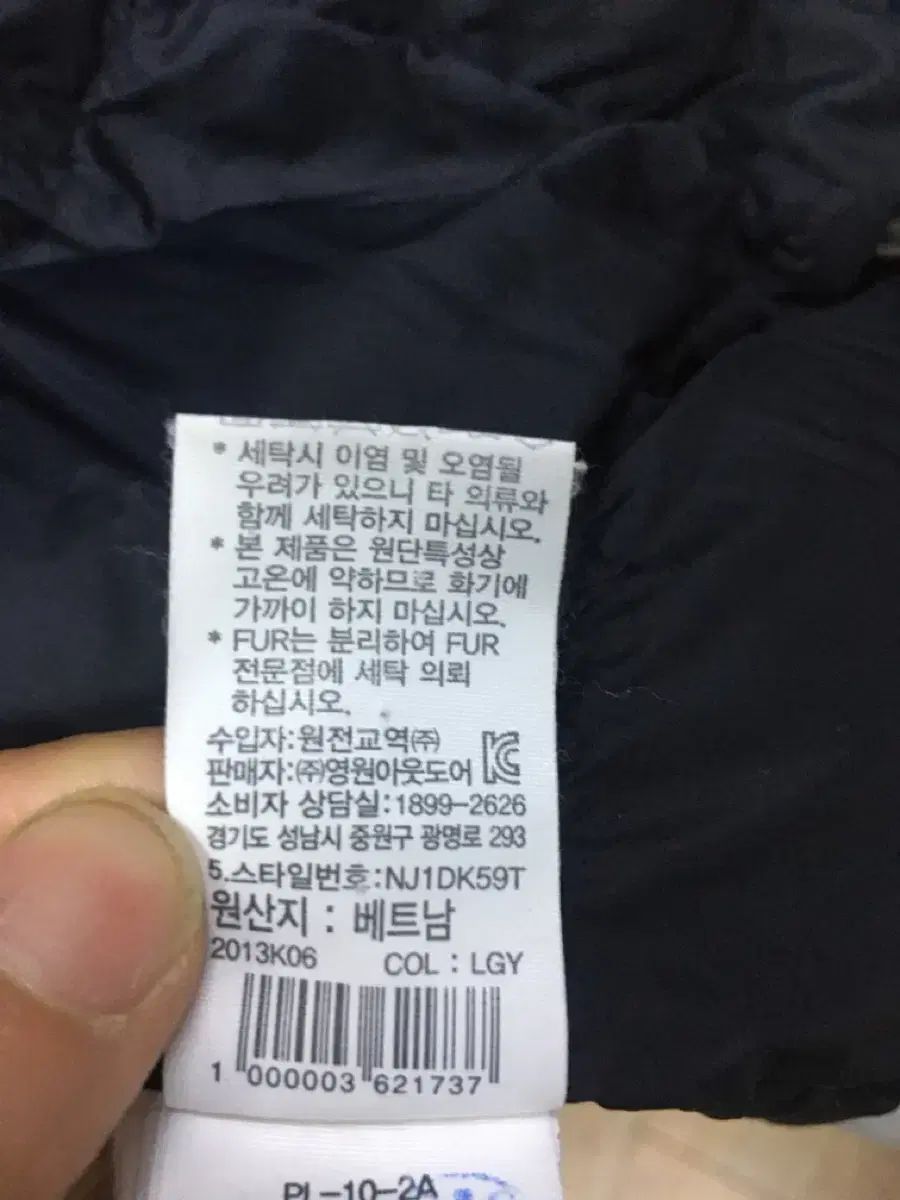 * 세탁시 이염 및 오염될
우려가 있으니 타 의류와
함께 세탁하지 마십시오.
* 본 제품은 원단특성상
고온에 약하므로 화기에
가까이 하지 마십시오.
* FUR는 분리하여 FUR
전문점에 세탁 의뢰
하십시오.
수입자:원전교역㈜
판매자:㈜영원아웃도어
소비자 상담실:1899-2626
경기도 성남시 중원구 광명로 293
5.스타일번호:NJ1DK59T
원산지 : 베트남
2013K06 COL : LGY
1 000003 621737
PL-10-2A